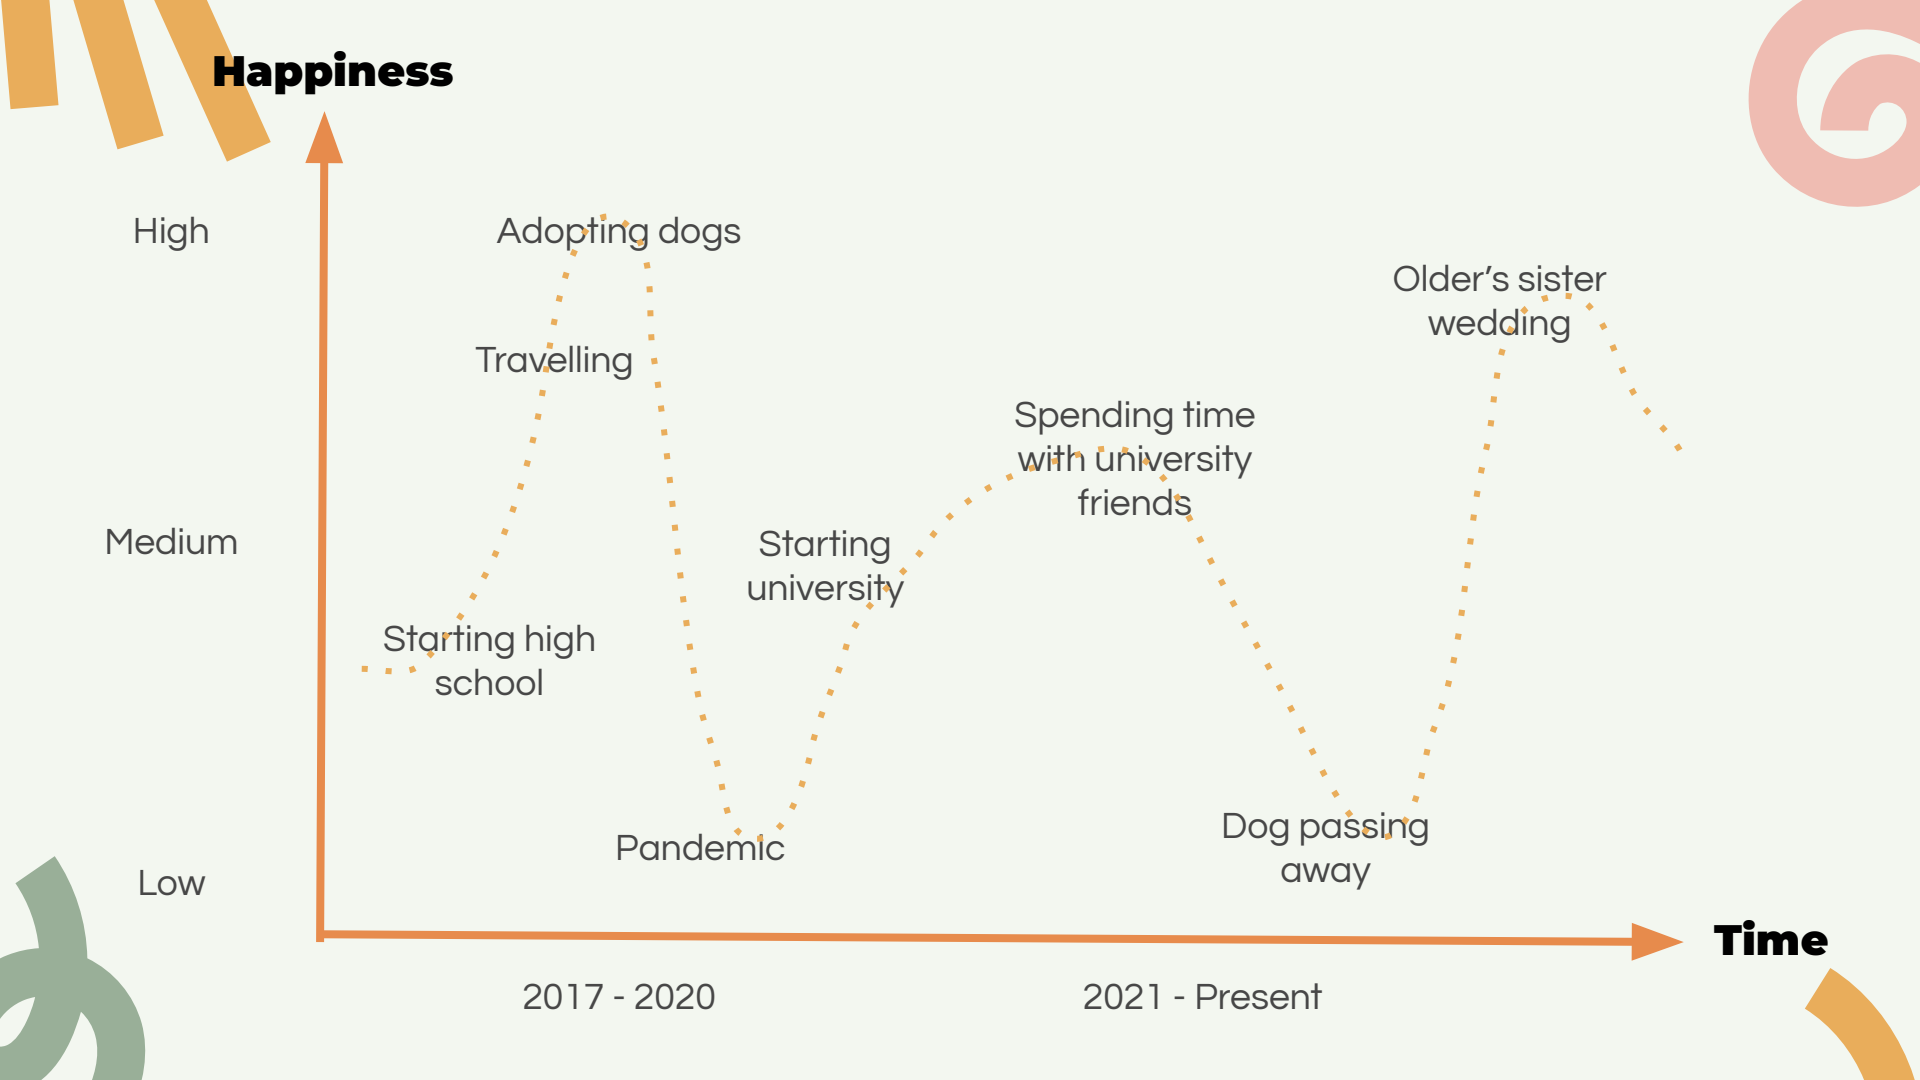 Happiness
High
Adopting dogs
Older’s sister
wedding
Travelling
Spending time
with university
friends
Medium
Starting
university
Starting high
school
Pandemic
Dog passing
away
Low
Time
2017 - 2020
2021 - Present